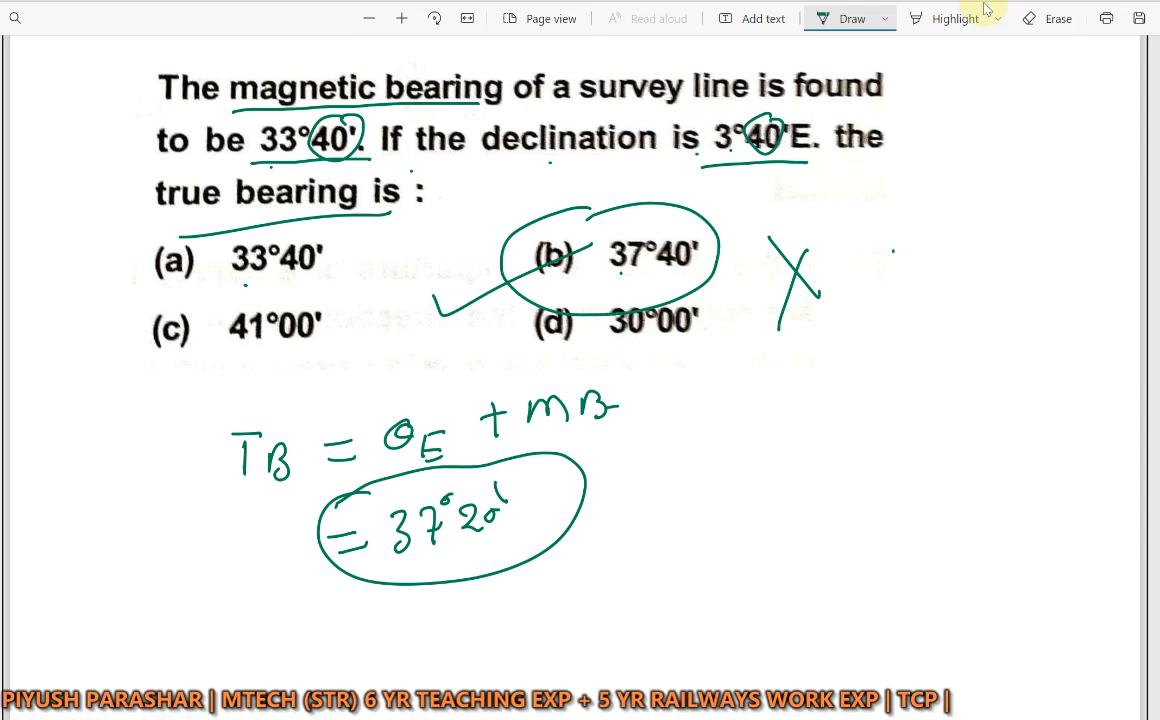 Page view
Read aloud
Add text
Draw
Highlight
Erase
The magnetic bearing of a survey line is found
to be 33°40'. If the declination is 3°40'E. the
true bearing is :
(a) 33°40'
(b) 37°40'
(c) 41°00'
(d) 30°00'
TB = θE + MB
= 37°20'
PIYUSH PARASHAR | MTECH (STR) 6 YR TEACHING EXP + 5 YR RAILWAYS WORK EXP | TCP |